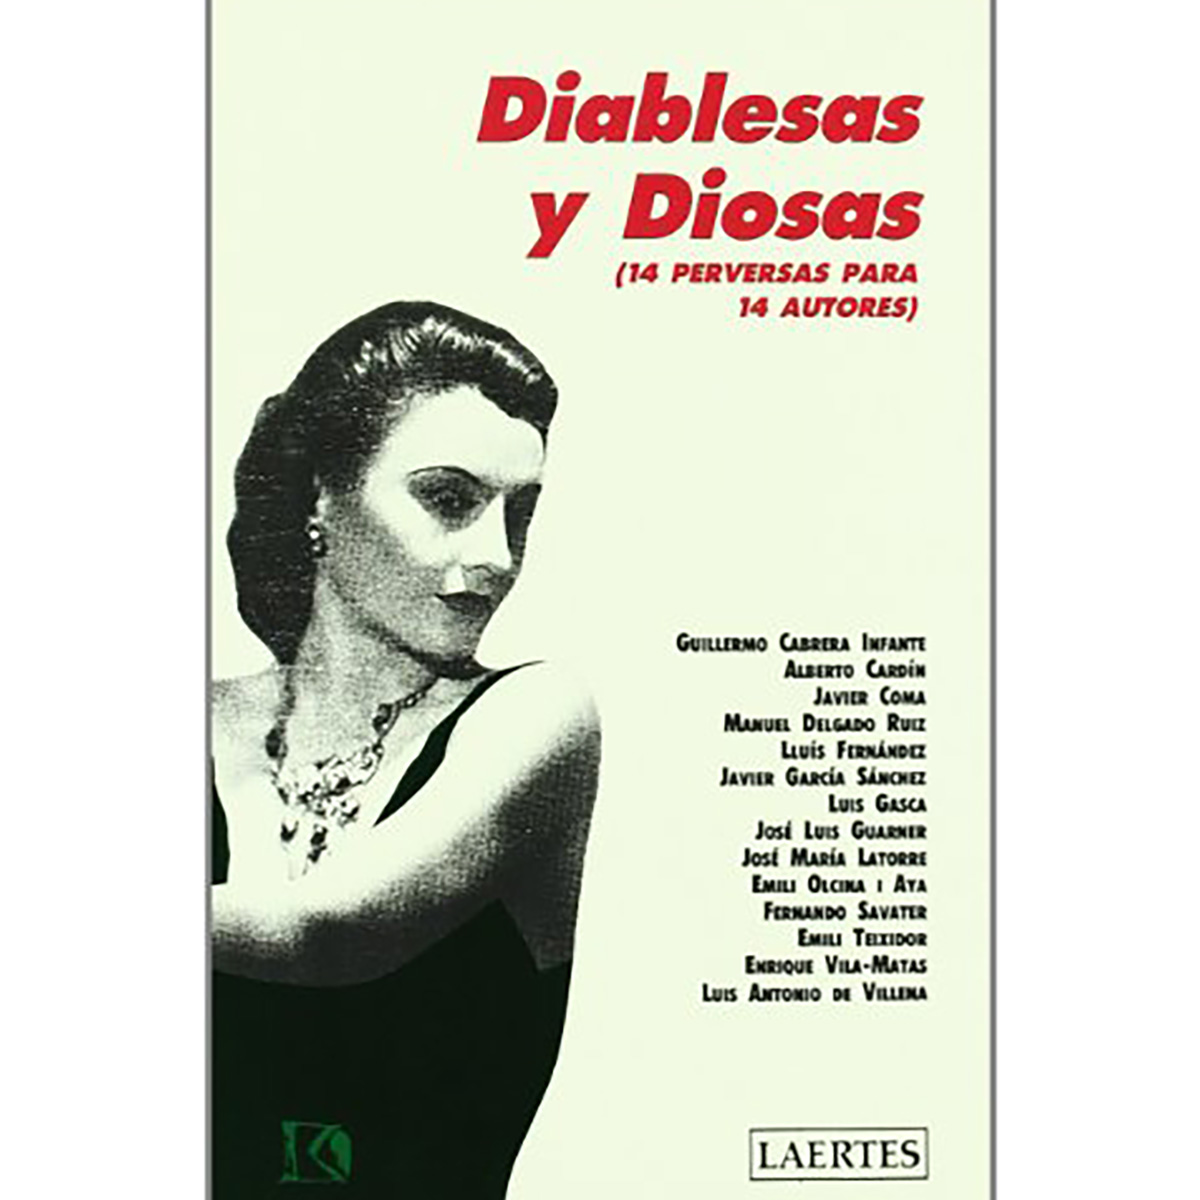 Diablesas
y Diosas
(14 PERVERSAS PARA
14 AUTORES)
GUILLERMO CABRERA INFANTE
ALBERTO CARDÍN
JAVIER COMA
MANUEL DELGADO RUIZ
LLUÍS FERNÁNDEZ
JAVIER GARCÍA SÁNCHEZ
LUIS GASCA
JOSÉ LUIS GUARNER
JOSÉ MARÍA LATORRE
EMILI OLCINA I AYA
FERNANDO SAVATER
EMILI TEIXIDOR
ENRIQUE VILA-MATAS
LUIS ANTONIO DE VILLENA
LAERTES